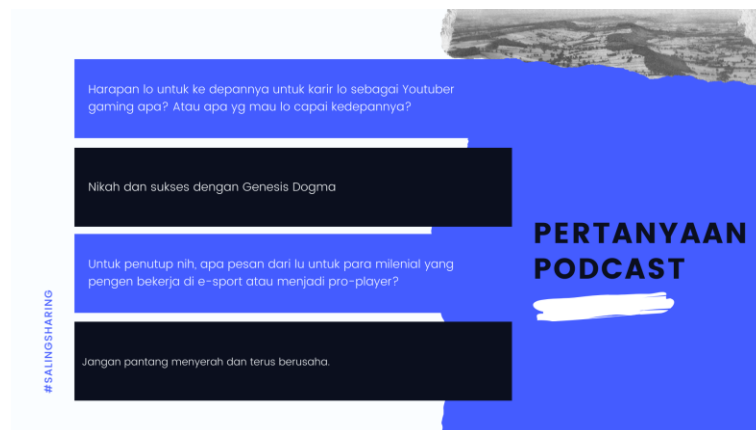 Harapan lo untuk ke depannya untuk karir lo sebagai Youtuber
gaming apa? Atau apa yg mau lo capai kedepannya?
Nikah dan sukses dengan Genesis Dogma
Untuk penutup nih, apa pesan dari lu untuk para milenial yang
pengen bekerja di e-sport atau menjadi pro-player?
Jangan pantang menyerah dan terus berusaha.
PERTANYAAN
PODCAST
#SALINGSHARING